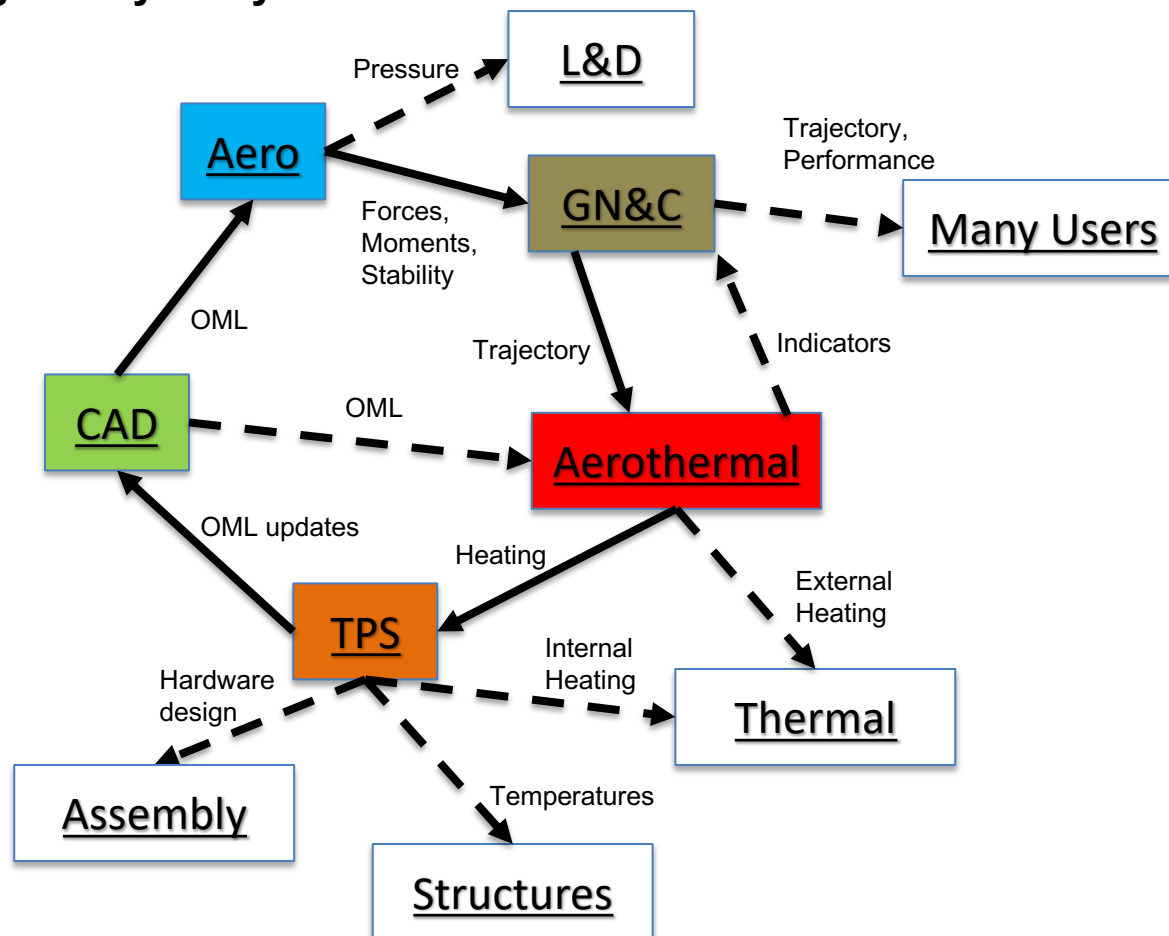 L&D
Pressure
Aero
Trajectory,
Performance
GN&C
Forces,
Moments,
Stability
Many Users
OML
Trajectory
Indicators
CAD
OML
Aerothermal
OML updates
Heating
External
Heating
TPS
Internal
Heating
Hardware
design
Thermal
Assembly
Temperatures
Structures